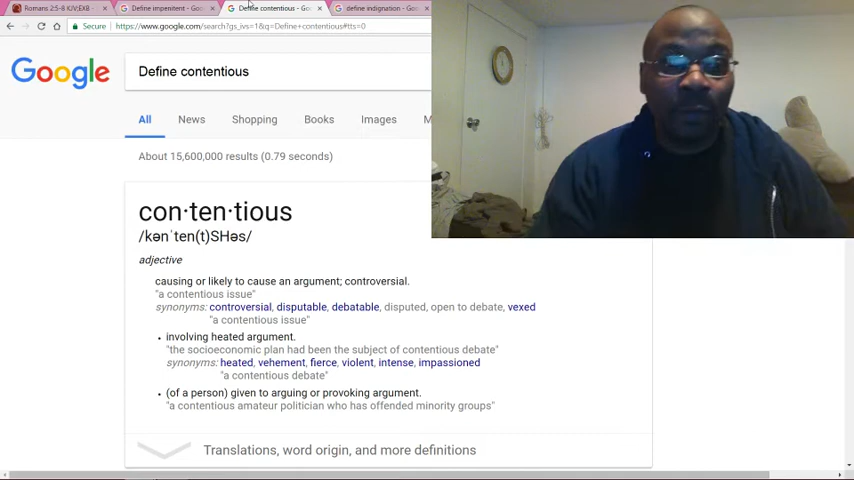 Romans 2:5-8 KJV;EXB -
Define impenitent - Goo
Define contentious - Go
define indignation - Goo
Secure
https://www.google.com/search?gs_ivs=1&q=Define+contentious#tts=0
Google
Define contentious
All News Shopping Books Images M
About 15,600,000 results (0.79 seconds)
con·ten·tious
/kənˈten(t)SHəs/
adjective
causing or likely to cause an argument; controversial.
"a contentious issue"
synonyms: controversial, disputable, debatable, disputed, open to debate, vexed
"a contentious issue"
• involving heated argument.
"the socioeconomic plan had been the subject of contentious debate"
synonyms: heated, vehement, fierce, violent, intense, impassioned
"a contentious debate"
• (of a person) given to arguing or provoking argument.
"a contentious amateur politician who has offended minority groups"
Translations, word origin, and more definitions